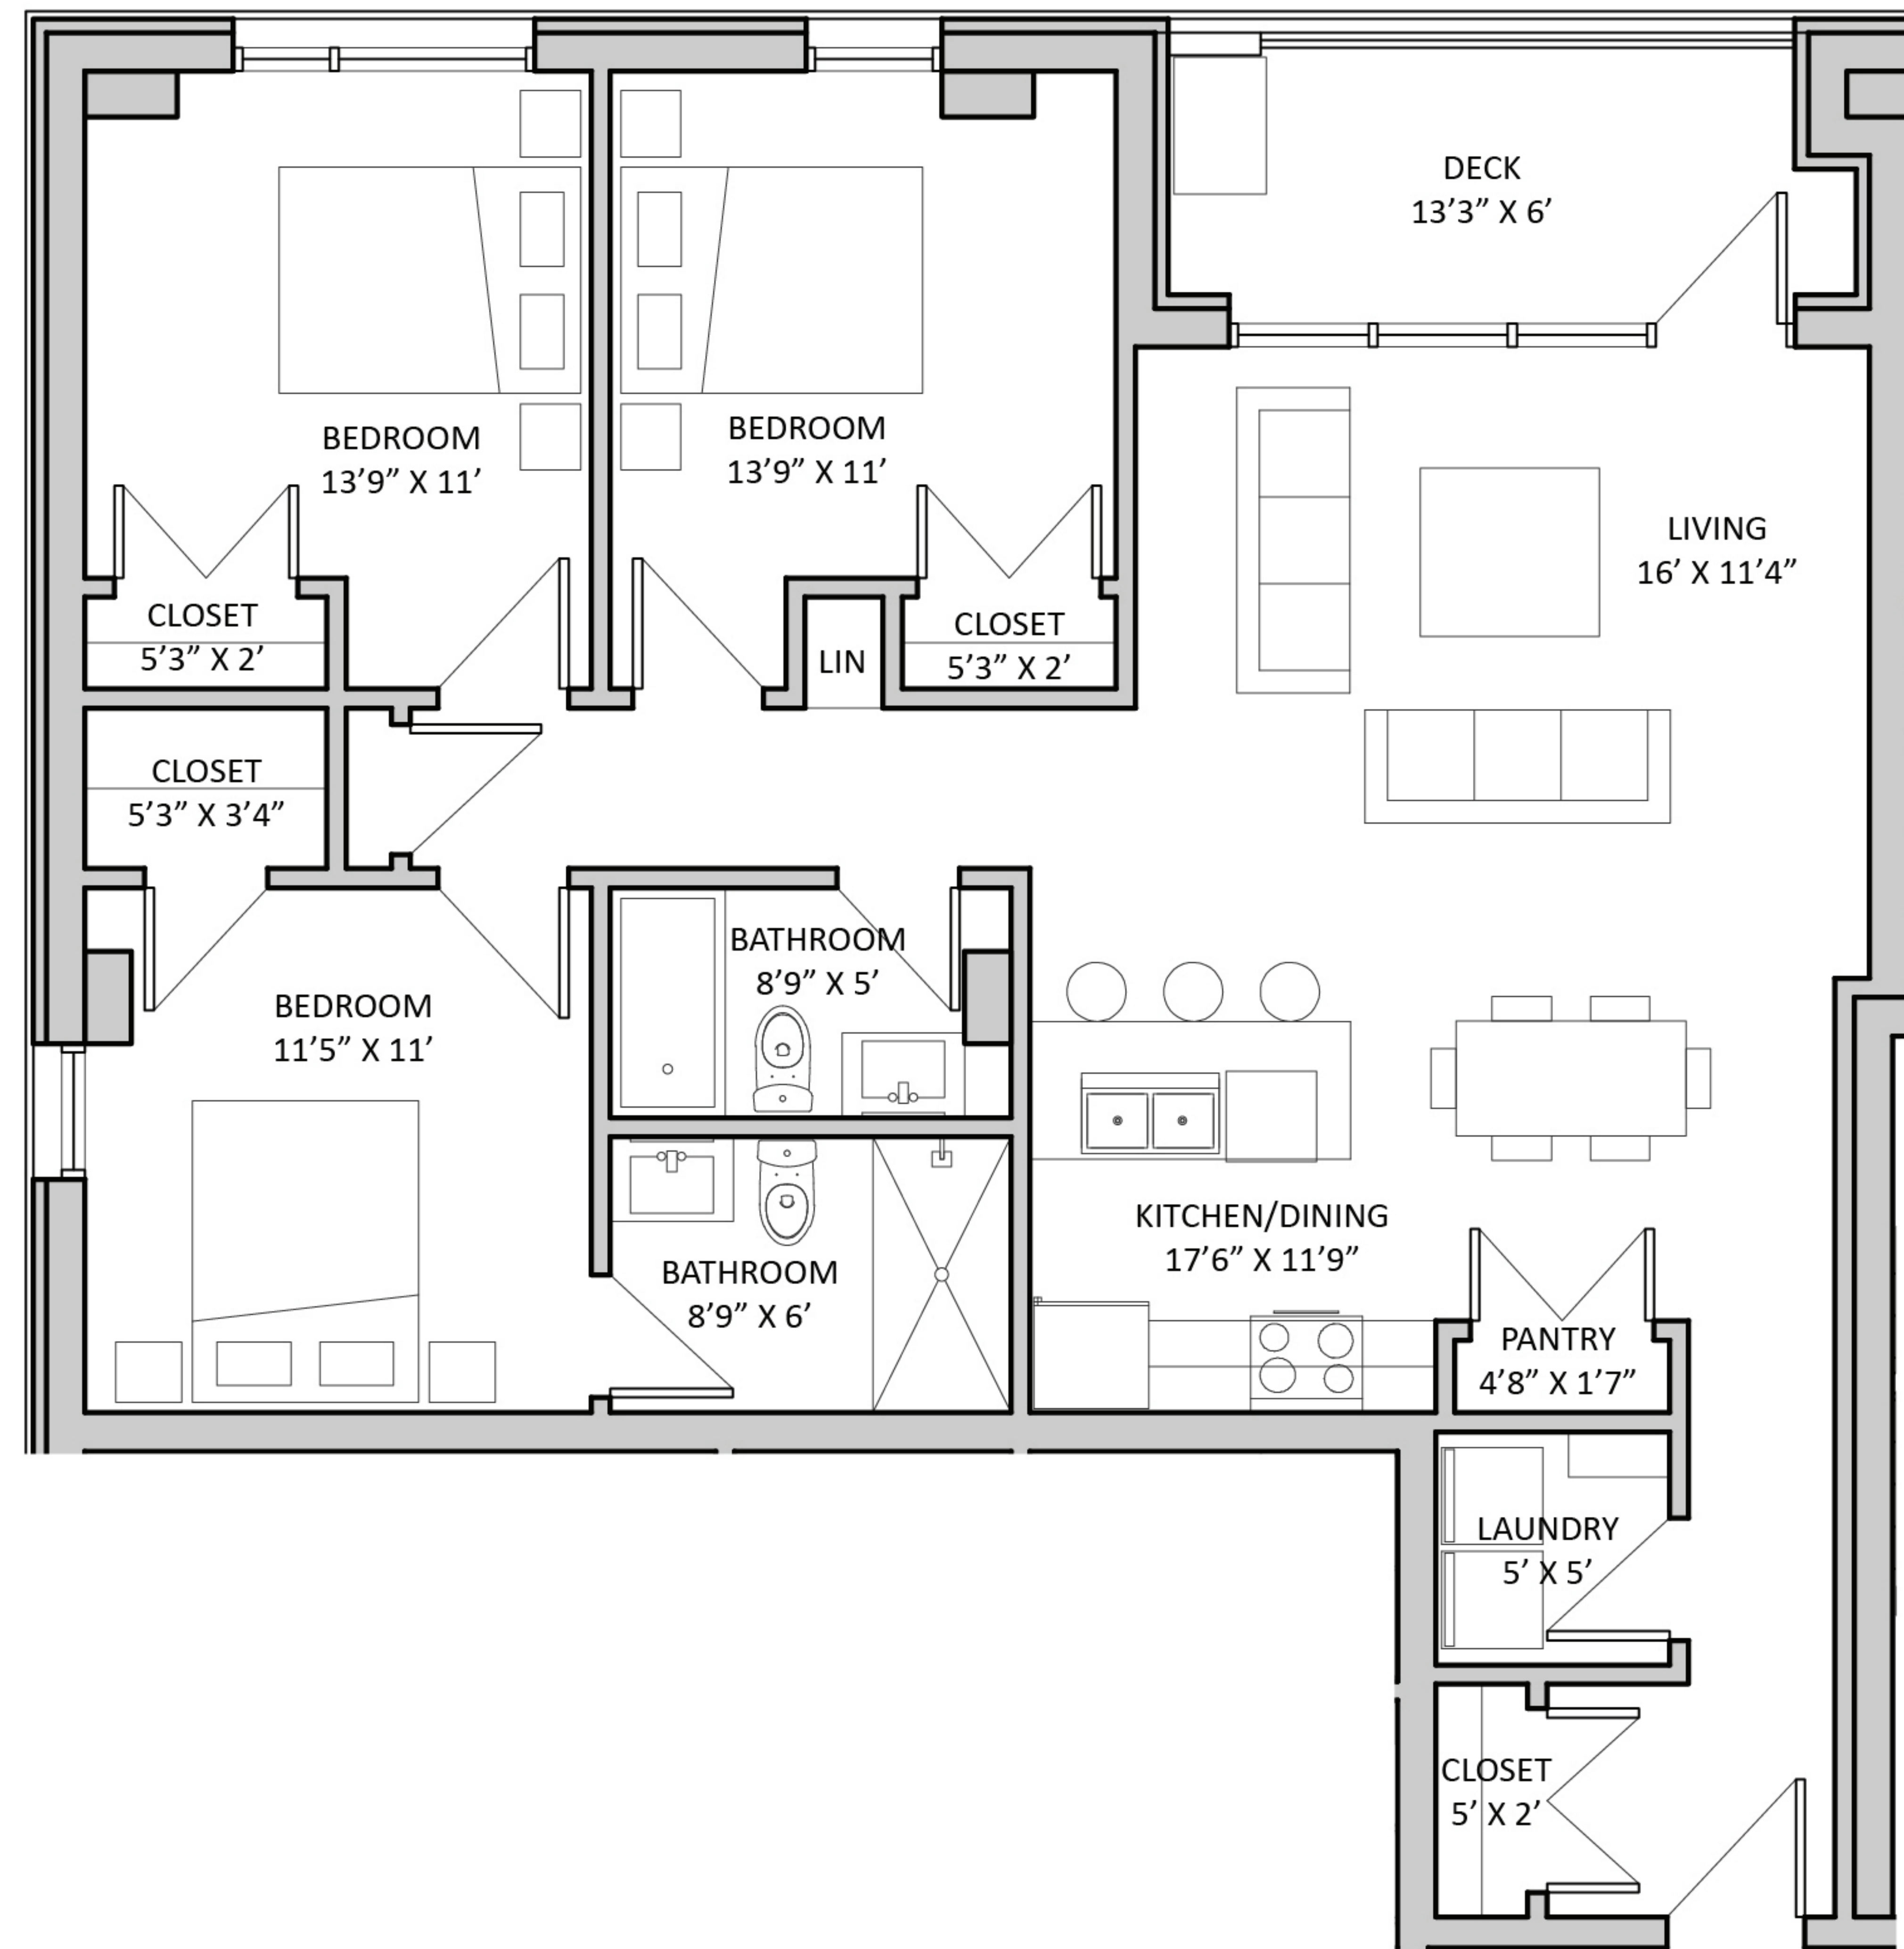 DECK
13’3” X 6’
BEDROOM
13’9” X 11’
BEDROOM
13’9” X 11’
LIVING
16’ X 11’4”
CLOSET
5’3” X 2’
LIN
CLOSET
5’3” X 2’
CLOSET
5’3” X 3’4”
BATHROOM
8’9” X 5’
BEDROOM
11’5” X 11’
KITCHEN/DINING
17’6” X 11’9”
BATHROOM
8’9” X 6’
PANTRY
4’8” X 1’7”
LAUNDRY
5’ X 5’
CLOSET
5’ X 2’